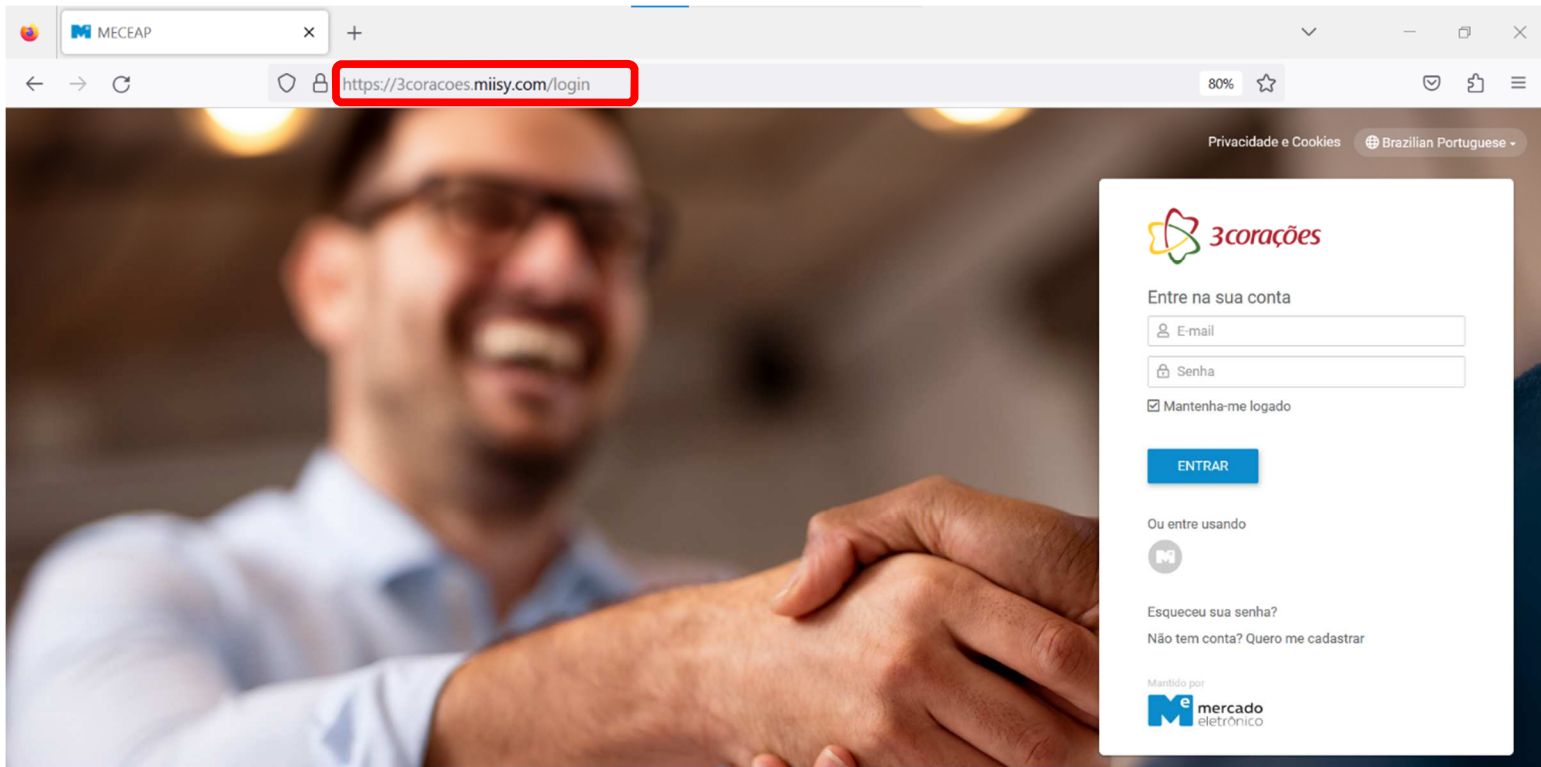 MECEAP
https://3coracoes.miisy.com/login
80%
Privacidade e Cookies
Brazilian Portuguese
3corações
Entre na sua conta
E-mail
Senha
Mantenha-me logado
ENTRAR
Ou entre usando
Esqueceu sua senha?
Não tem conta? Quero me cadastrar
Mantido por
Me mercado
eletrônico